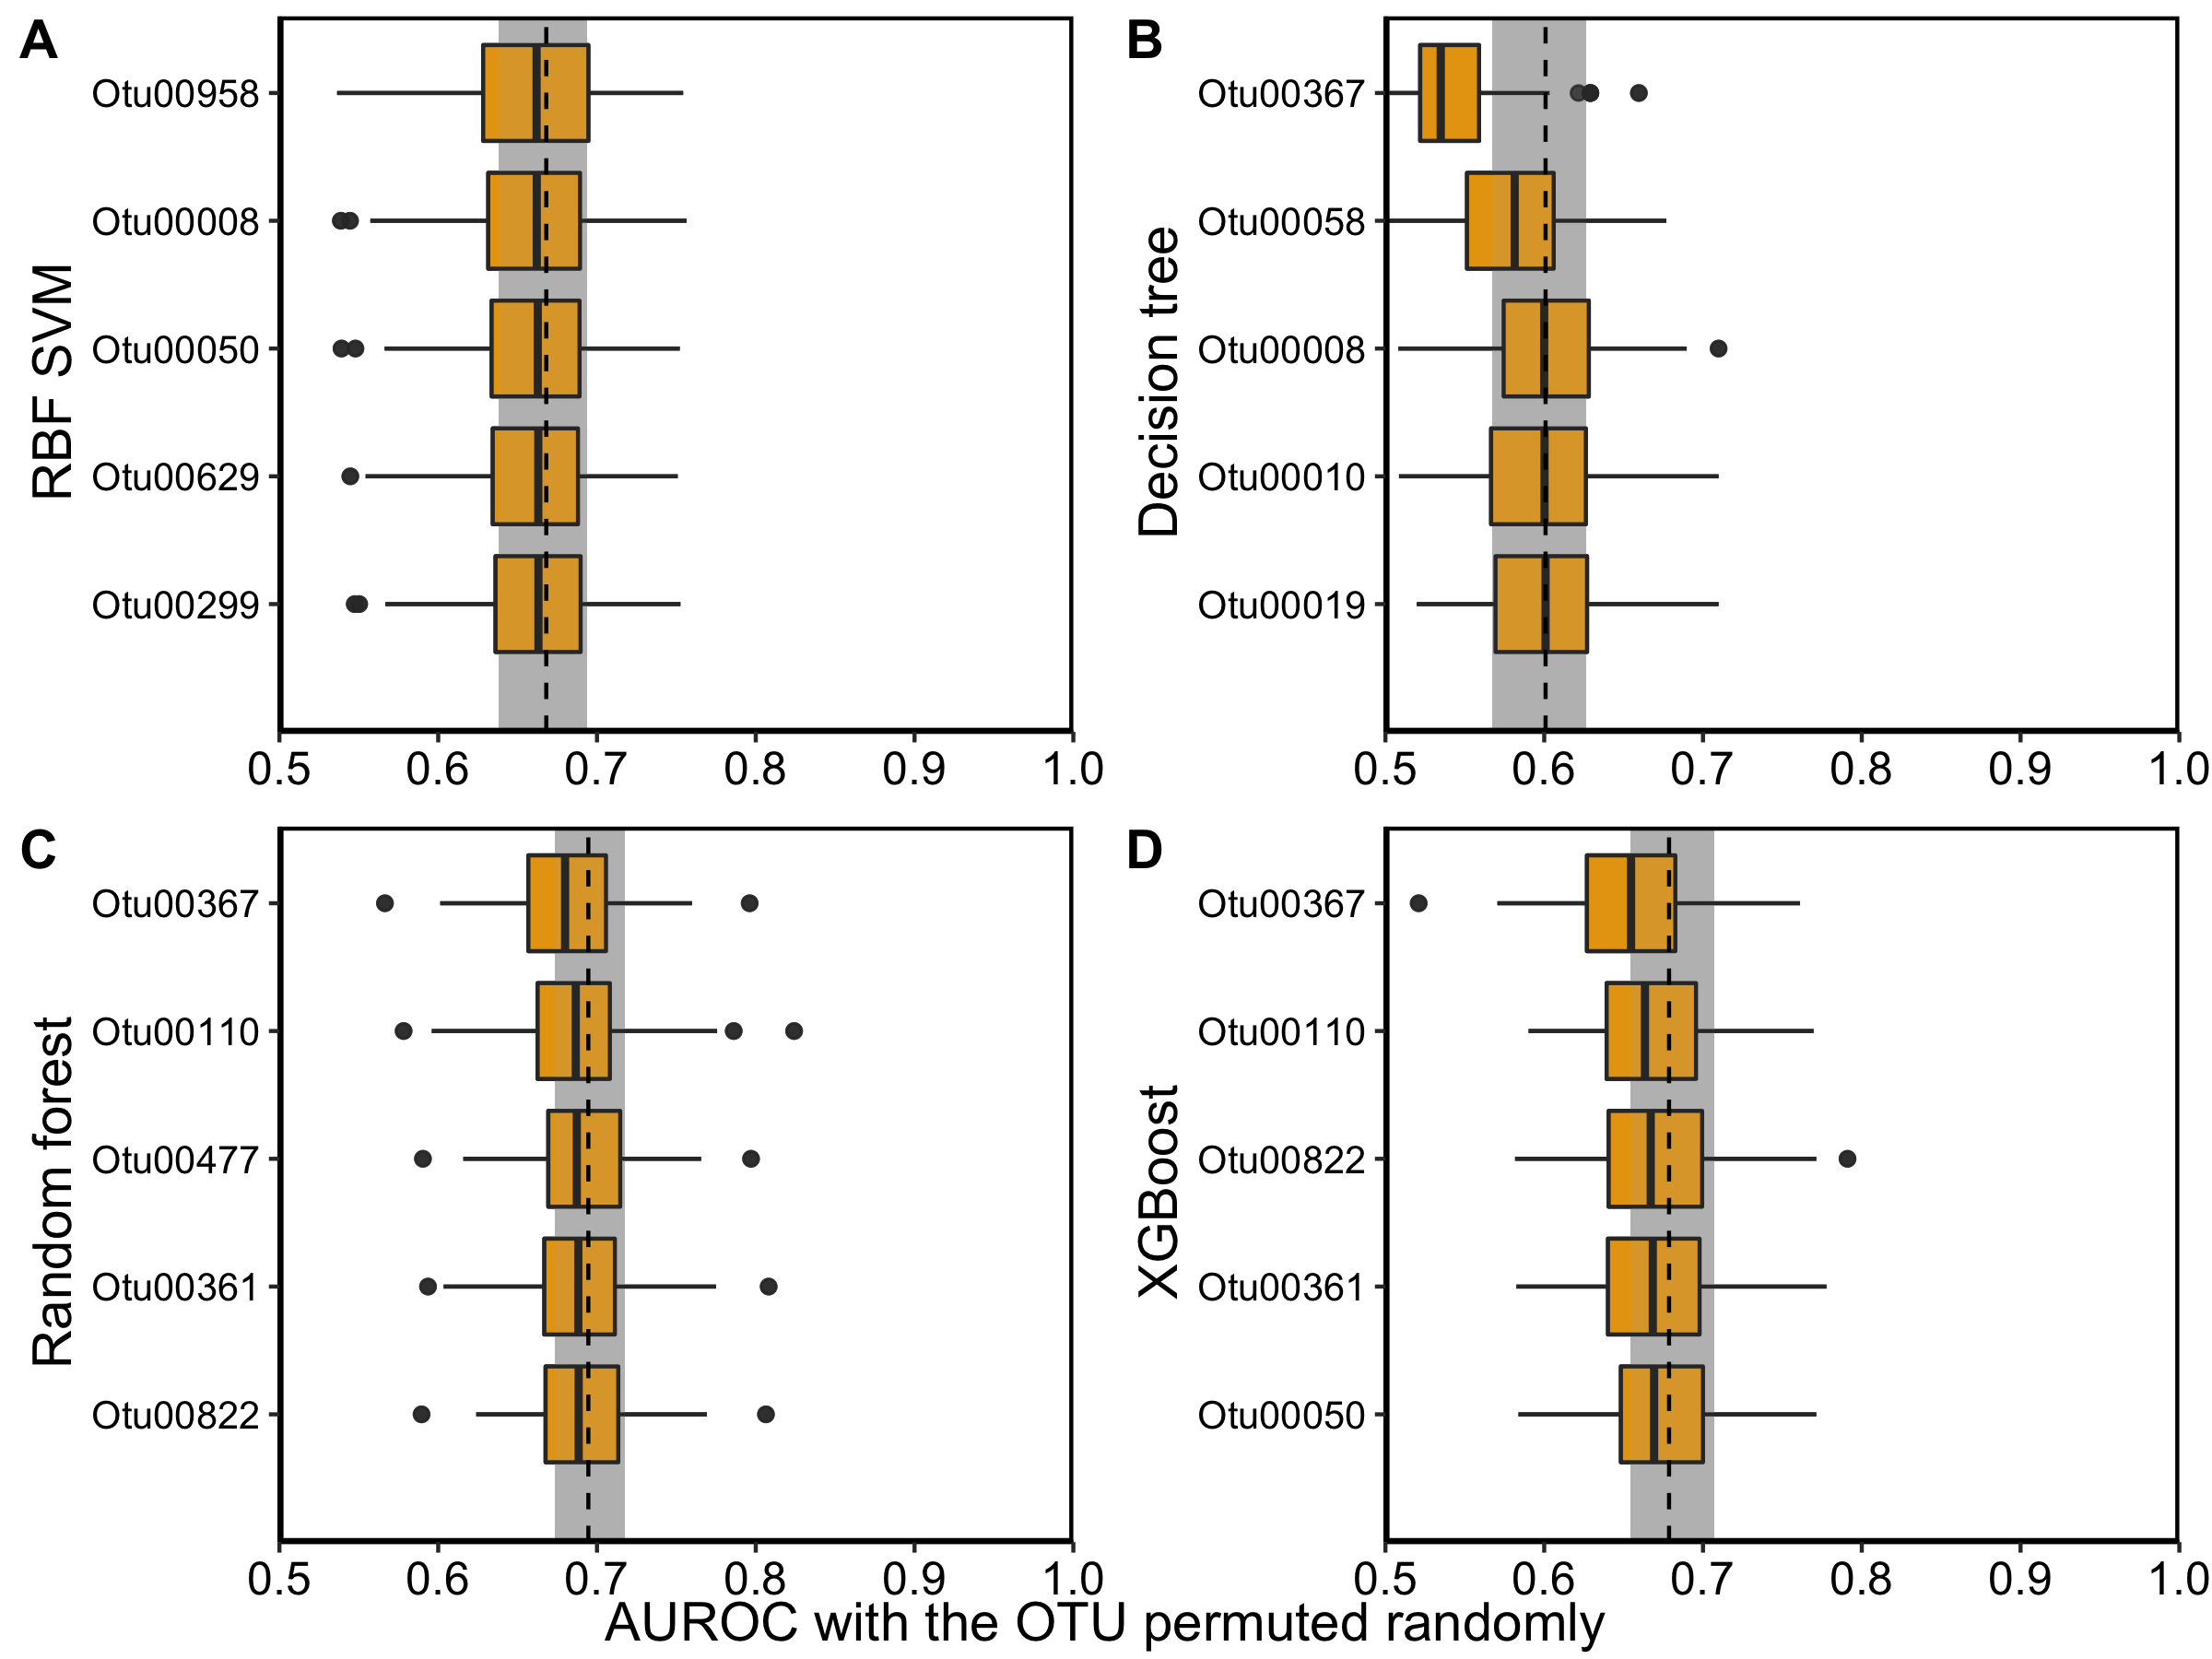 A
RBF SVM
Otu00958
Otu00008
Otu00050
Otu00629
Otu00299
0.5 0.6 0.7 0.8 0.9 1.0
B
Decision tree
Otu00367
Otu00058
Otu00008
Otu00010
Otu00019
0.5 0.6 0.7 0.8 0.9 1.0
C
Random forest
Otu00367
Otu00110
Otu00477
Otu00361
Otu00822
0.5 0.6 0.7 0.8 0.9 1.0
D
XGBoost
Otu00367
Otu00110
Otu00822
Otu00361
Otu00050
0.5 0.6 0.7 0.8 0.9 1.0
AUROC with the OTU permuted randomly